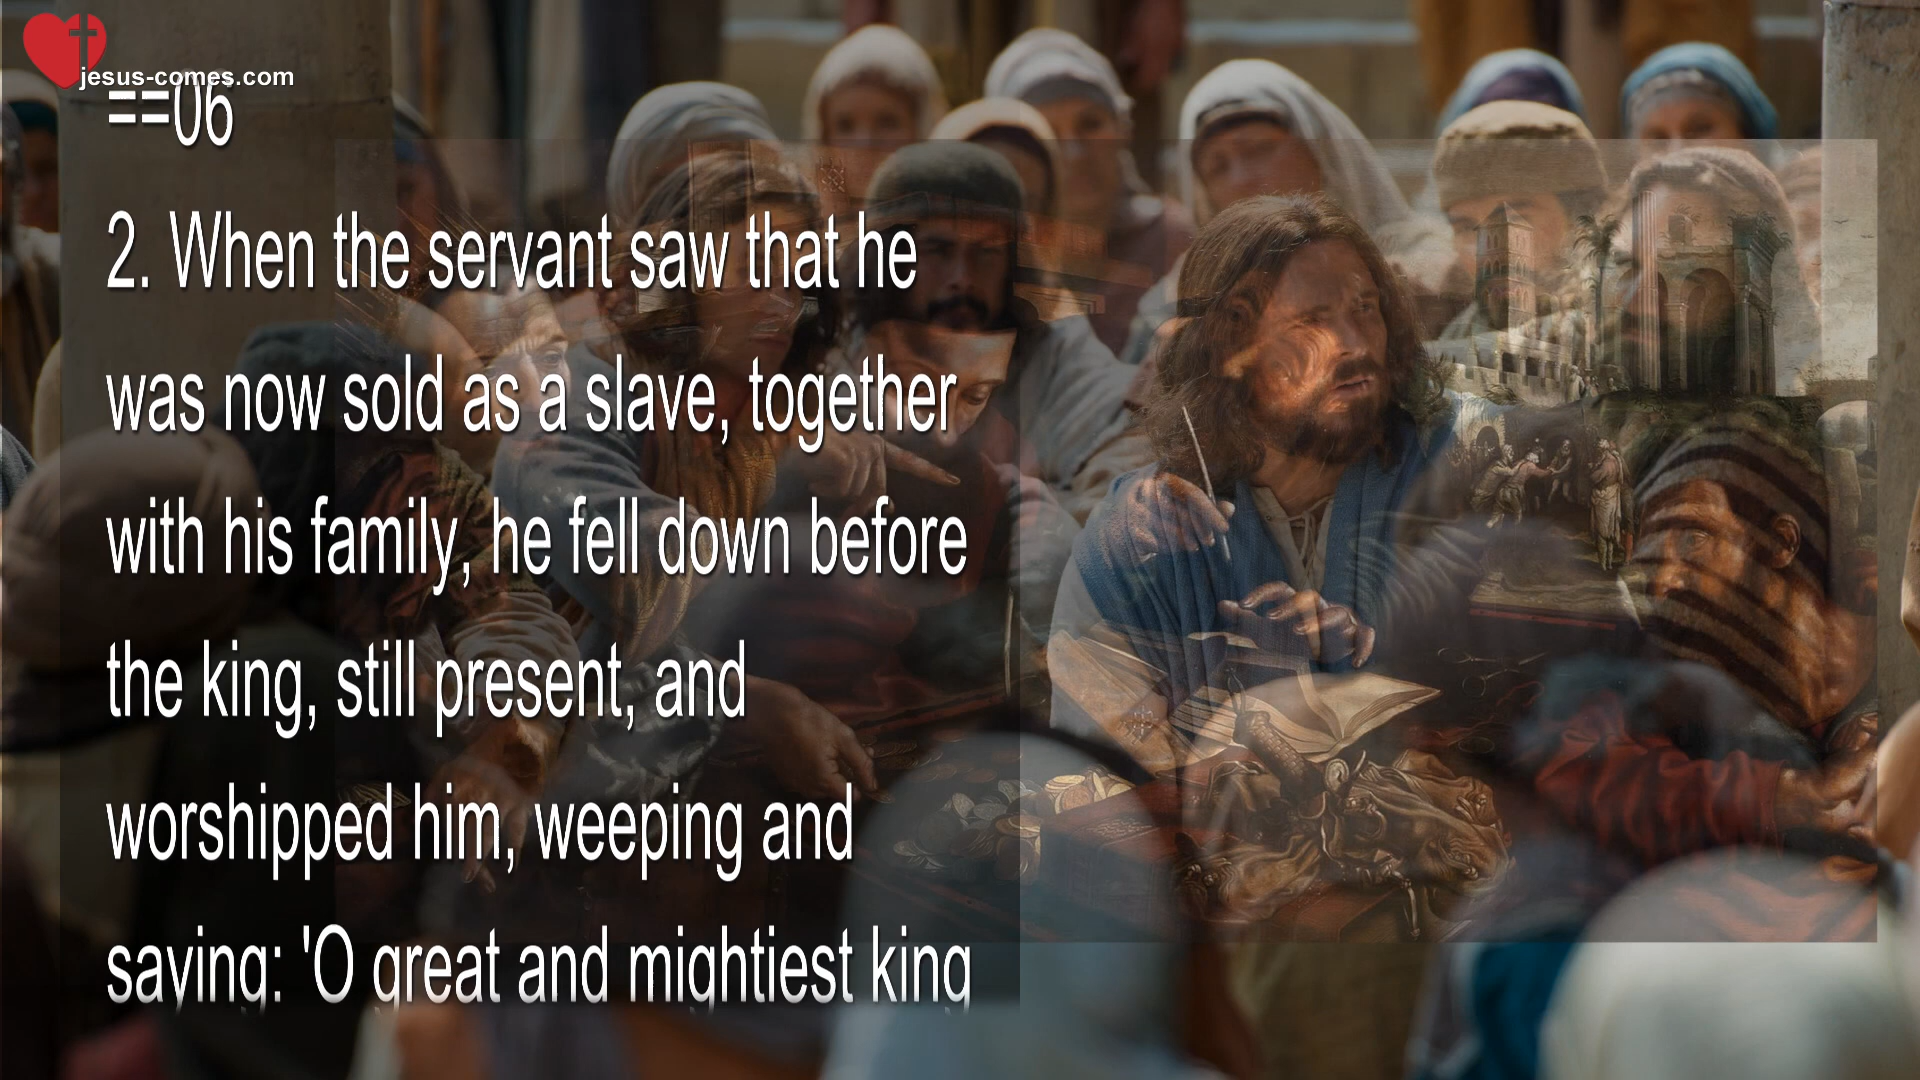 jesus-comes.com
==06
2. When the servant saw that he
was now sold as a slave, together
with his family, he fell down before
the king, still present, and
worshipped him, weeping and
saying: 'O great and mightiest king